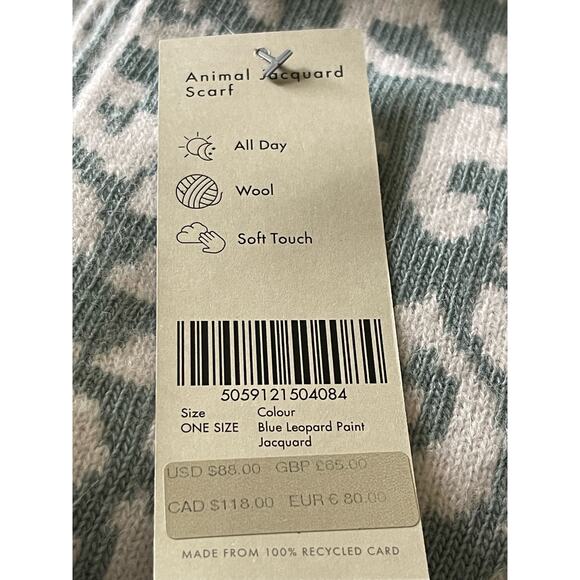 Animal Jacquard
Scarf
All Day
Wool
Soft Touch
5059121504084
Size Colour
ONE SIZE Blue Leopard Paint
Jacquard
USD $88.00 GBP £65.00
CAD $118.00 EUR € 80.00
MADE FROM 100% RECYCLED CARD